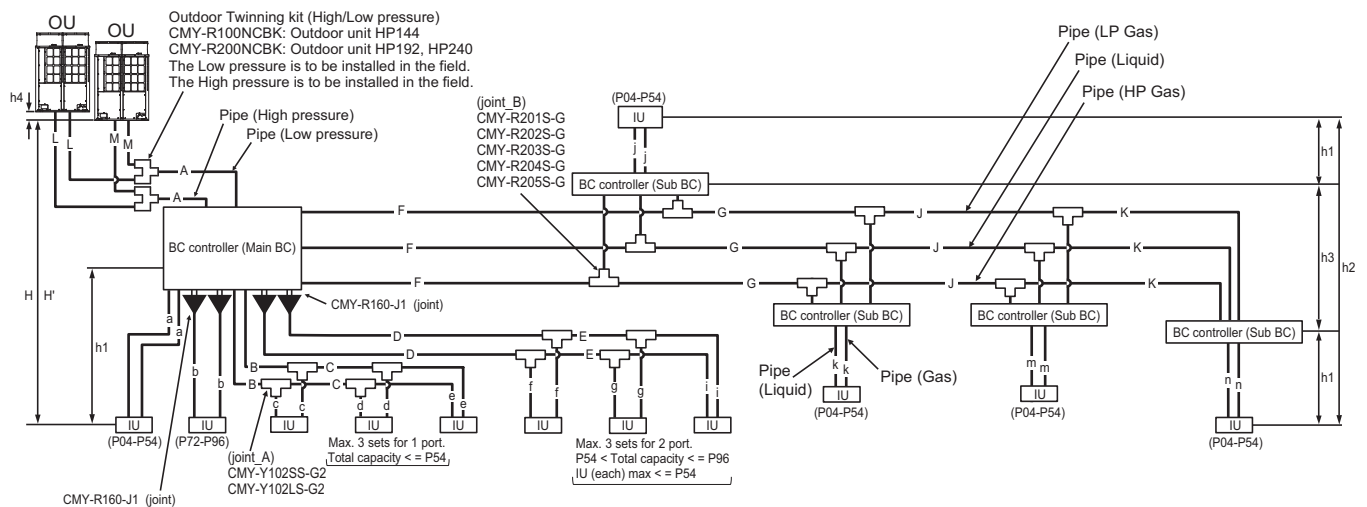 OU
OU
Outdoor Twinning kit (High/Low pressure)
CMY-R100NCBK: Outdoor unit HP144
CMY-R200NCBK: Outdoor unit HP192, HP240
The Low pressure is to be installed in the field.
The High pressure is to be installed in the field.
h4
Pipe (High pressure)
Pipe (Low pressure)
L
L
M
M
A
A
(joint_B)
CMY-R201S-G
CMY-R202S-G
CMY-R203S-G
CMY-R204S-G
CMY-R205S-G
(P04-P54)
IU
j
j
BC controller (Sub BC)
Pipe (LP Gas)
Pipe (Liquid)
Pipe (HP Gas)
h1
h3
h2
h1
BC controller (Main BC)
F
G
J
K
F
G
J
K
F
G
J
K
CMY-R160-J1 (joint)
BC controller (Sub BC)
BC controller (Sub BC)
BC controller (Sub BC)
H
H'
h1
a
a
b
b
B
C
B
C
D
E
D
E
c
c
d
d
e
e
f
f
g
g
i
i
Pipe
(Liquid)
k
k
Pipe (Gas)
m
m
n
n
IU
(P04-P54)
IU
(P72-P96)
IU
IU
IU
IU
IU
IU
IU
(P04-P54)
IU
(P04-P54)
IU
(P04-P54)
Max. 3 sets for 1 port.
Total capacity < = P54
Max. 3 sets for 2 port.
P54 < Total capacity < = P96
IU (each) max < = P54
(joint_A)
CMY-Y102SS-G2
CMY-Y102LS-G2
CMY-R160-J1 (joint)